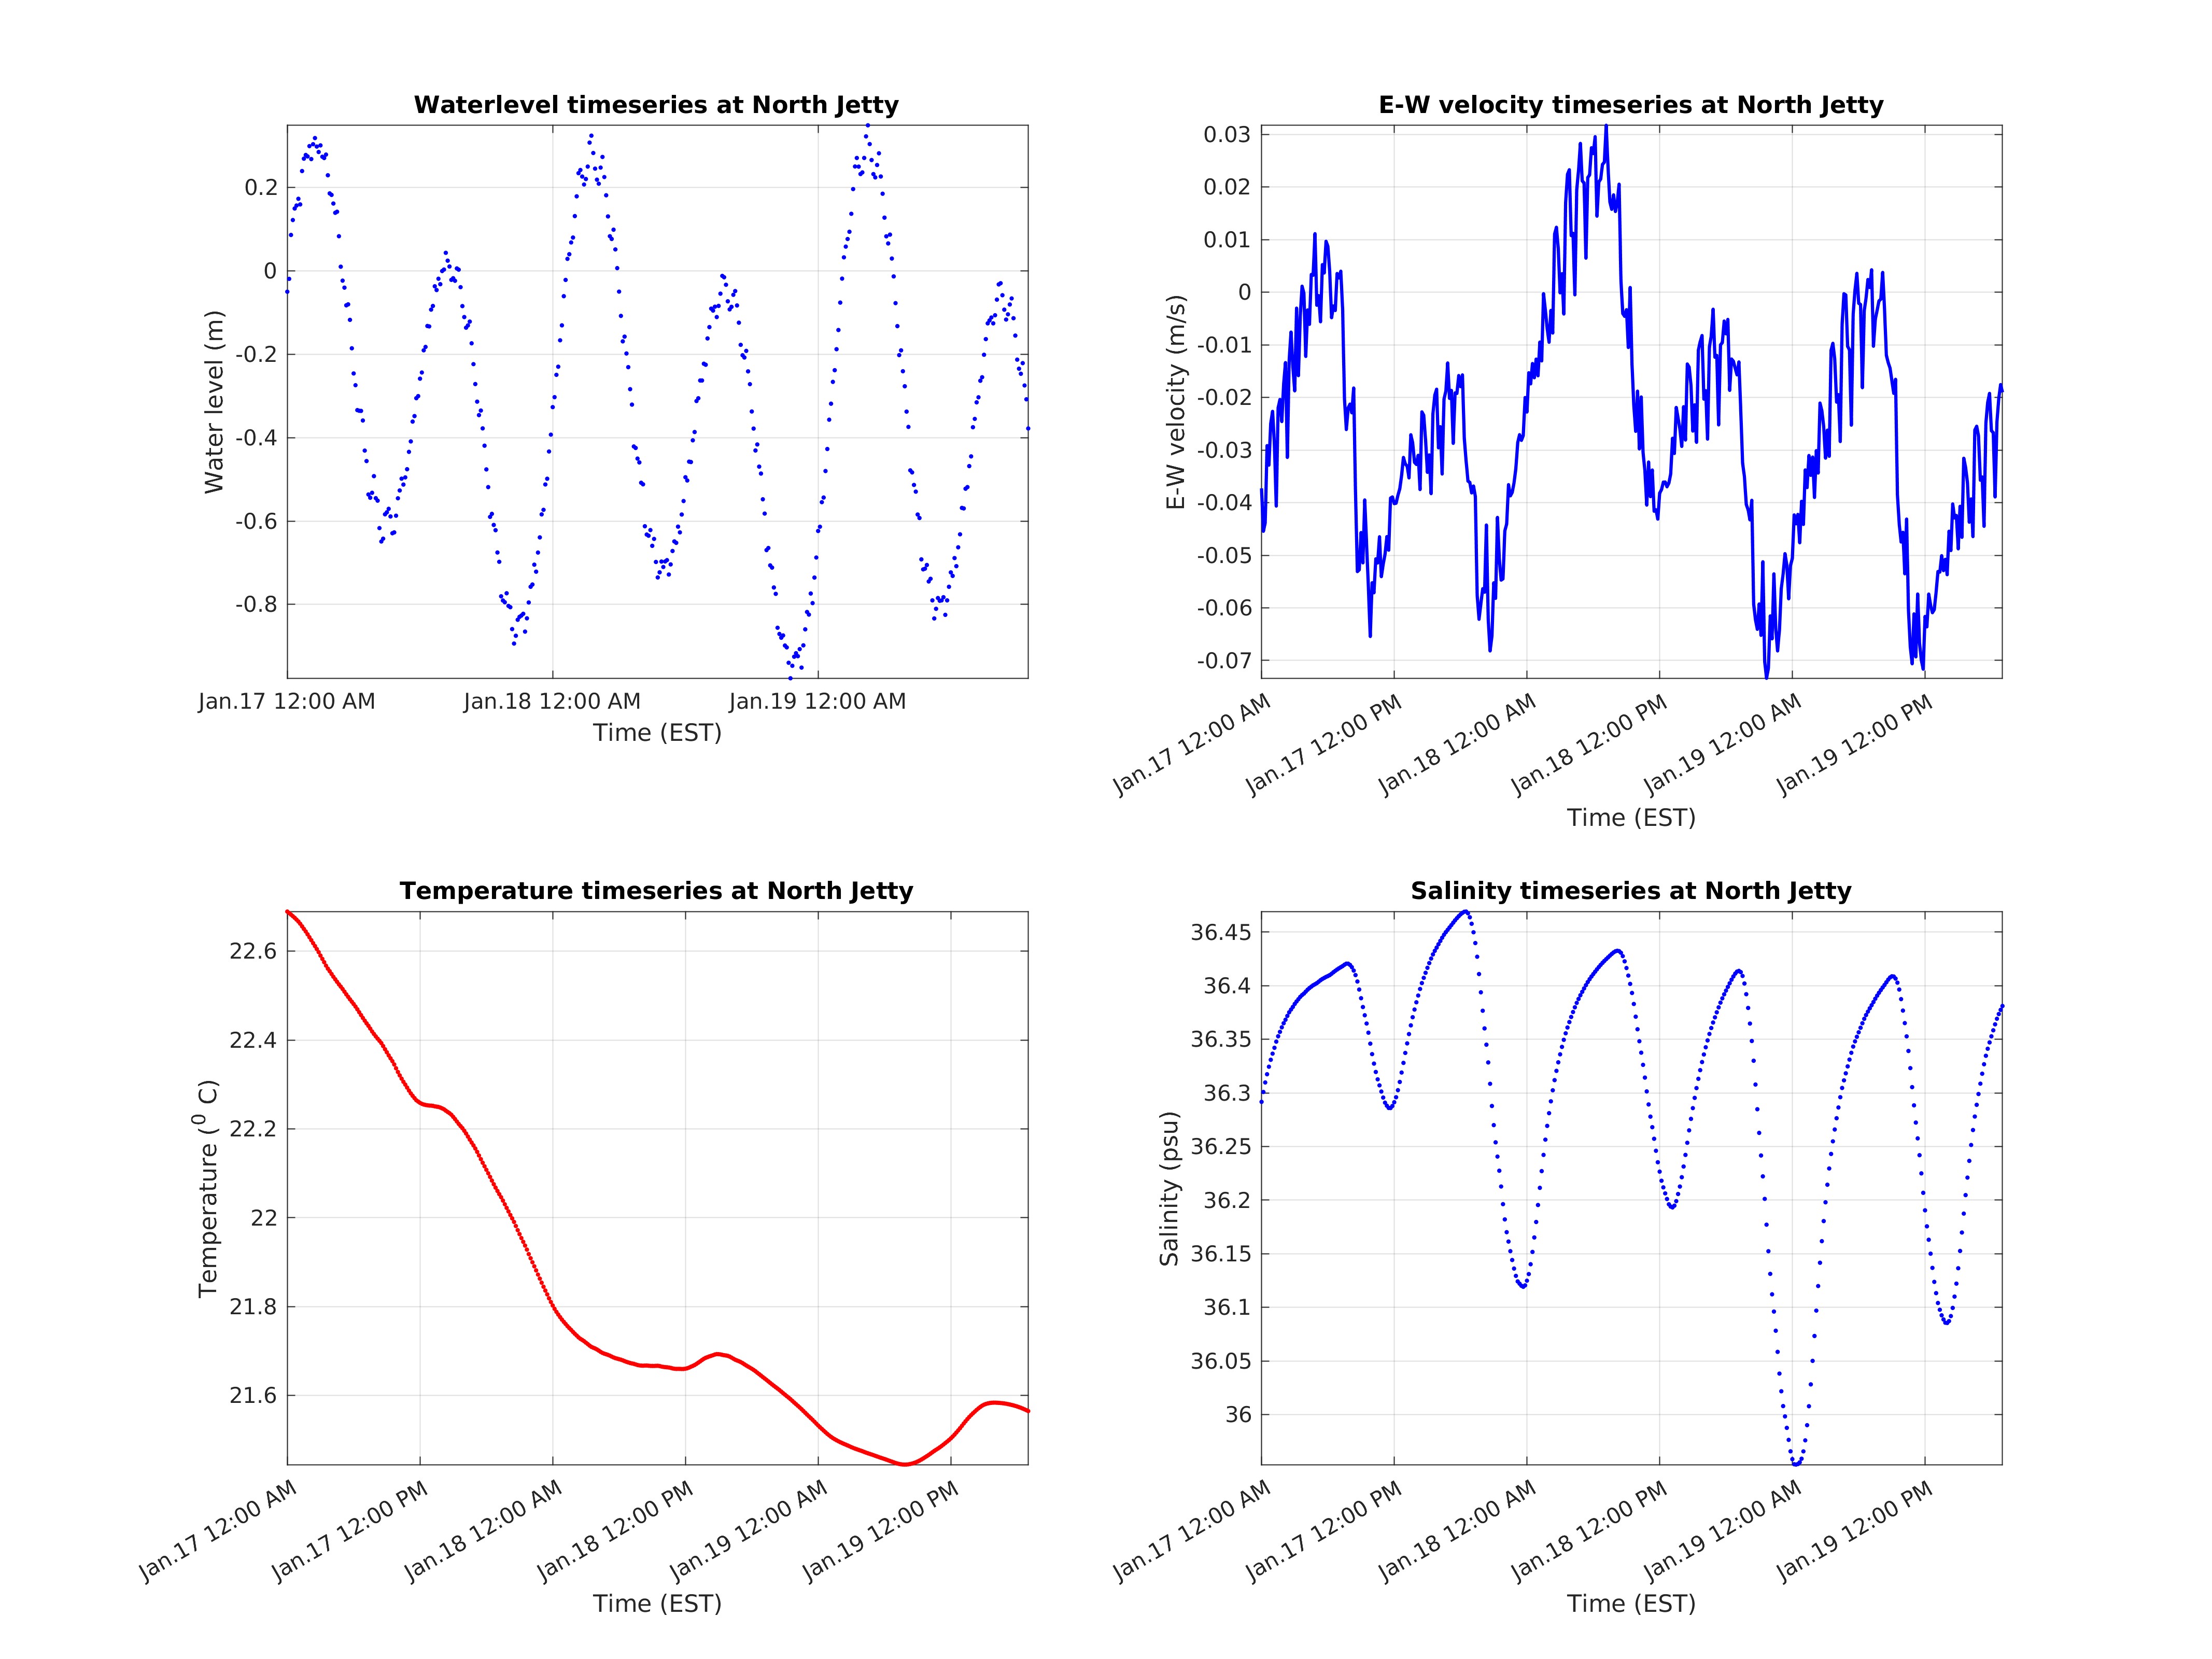 Waterlevel timeseries at North Jetty
Water level (m)
0.2
0
-0.2
-0.4
-0.6
-0.8
Jan.17 12:00 AM
Jan.18 12:00 AM
Jan.19 12:00 AM
Time (EST)
E-W velocity timeseries at North Jetty
E-W velocity (m/s)
0.03
0.02
0.01
0
-0.01
-0.02
-0.03
-0.04
-0.05
-0.06
-0.07
Jan.17 12:00 AM
Jan.17 12:00 PM
Jan.18 12:00 AM
Jan.18 12:00 PM
Jan.19 12:00 AM
Jan.19 12:00 PM
Time (EST)
Temperature timeseries at North Jetty
Temperature (⁰ C)
22.6
22.4
22.2
22
21.8
21.6
Jan.17 12:00 AM
Jan.17 12:00 PM
Jan.18 12:00 AM
Jan.18 12:00 PM
Jan.19 12:00 AM
Jan.19 12:00 PM
Time (EST)
Salinity timeseries at North Jetty
Salinity (psu)
36.45
36.4
36.35
36.3
36.25
36.2
36.15
36.1
36.05
36
Jan.17 12:00 AM
Jan.17 12:00 PM
Jan.18 12:00 AM
Jan.18 12:00 PM
Jan.19 12:00 AM
Jan.19 12:00 PM
Time (EST)